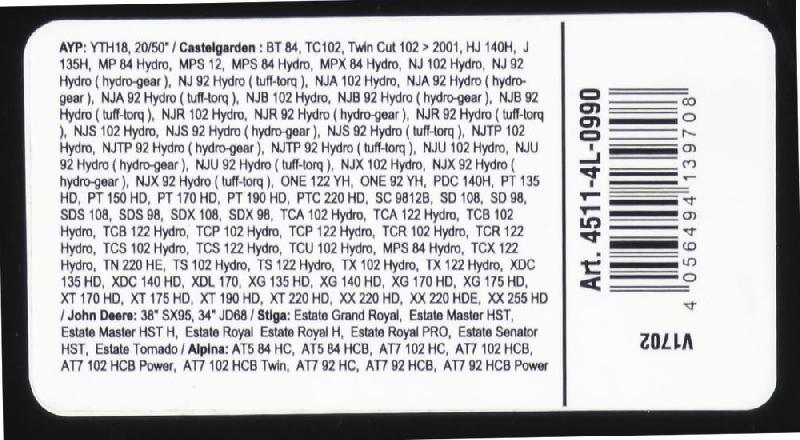 AYP: YTH18, 20/50" / Castelgarden : BT 84, TC102, Twin Cut 102 > 2001, HJ 140H, J
135H, MP 84 Hydro, MPS 12, MPS 84 Hydro, MPX 84 Hydro, NJ 102 Hydro, NJ 92
Hydro ( hydro-gear ), NJ 92 Hydro ( tuff-torq ), NJA 102 Hydro, NJA 92 Hydro ( hydro-
gear ), NJA 92 Hydro ( tuff-torq ), NJB 102 Hydro, NJB 92 Hydro ( hydro-gear ), NJB 92
Hydro ( tuff-torq ), NJR 102 Hydro, NJR 92 Hydro ( hydro-gear ), NJR 92 Hydro ( tuff-torq
), NJS 102 Hydro, NJS 92 Hydro ( hydro-gear ), NJS 92 Hydro ( tuff-torq ), NJTP 102
Hydro, NJTP 92 Hydro ( hydro-gear ), NJTP 92 Hydro ( tuff-torq ), NJU 102 Hydro, NJU
92 Hydro ( hydro-gear ), NJU 92 Hydro ( tuff-torq ), NJX 102 Hydro, NJX 92 Hydro (
hydro-gear ), NJX 92 Hydro ( tuff-torq ), ONE 122 YH, ONE 92 YH, PDC 140H, PT 135
HD, PT 150 HD, PT 170 HD, PT 190 HD, PTC 220 HD, SC 9812B, SD 108, SD 98,
SDS 108, SDS 98, SDX 108, SDX 98, TCA 102 Hydro, TCA 122 Hydro, TCB 102
Hydro, TCB 122 Hydro, TCP 102 Hydro, TCP 122 Hydro, TCR 102 Hydro, TCR 122
Hydro, TCS 102 Hydro, TCS 122 Hydro, TCU 102 Hydro, MPS 84 Hydro, TCX 122
Hydro, TN 220 HE, TS 102 Hydro, TS 122 Hydro, TX 102 Hydro, TX 122 Hydro, XDC
135 HD, XDC 140 HD, XDL 170, XG 135 HD, XG 140 HD, XG 170 HD, XG 175 HD,
XT 170 HD, XT 175 HD, XT 190 HD, XT 220 HD, XX 220 HD, XX 220 HDE, XX 255 HD
/ John Deere: 38" SX95, 34" JD68 / Stiga: Estate Grand Royal, Estate Master HST,
Estate Master HST H, Estate Royal Estate Royal H, Estate Royal PRO, Estate Senator
HST, Estate Tornado / Alpina: AT5 84 HC, AT5 84 HCB, AT7 102 HC, AT7 102 HCB,
AT7 102 HCB Power, AT7 102 HCB Twin, AT7 92 HC, AT7 92 HCB, AT7 92 HCB Power
Art. 4511-4L-0990
4 056494 139708
V1702